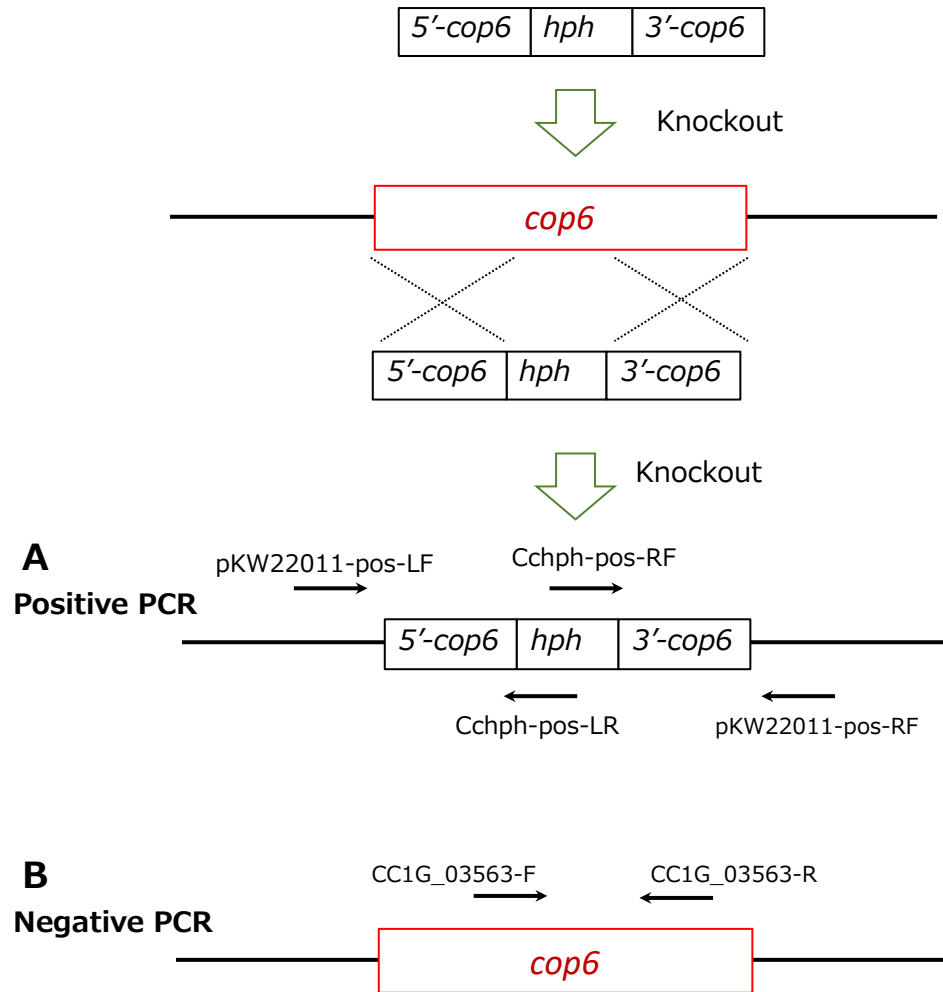 5′-cop6 hph 3′-cop6
Knockout
cop6
5′-cop6 hph 3′-cop6
Knockout
A
Positive PCR
pKW22011-pos-LF Cchph-pos-RF
5′-cop6 hph 3′-cop6
Cchph-pos-LR pKW22011-pos-RF
B
Negative PCR
CC1G_03563-F CC1G_03563-R
cop6